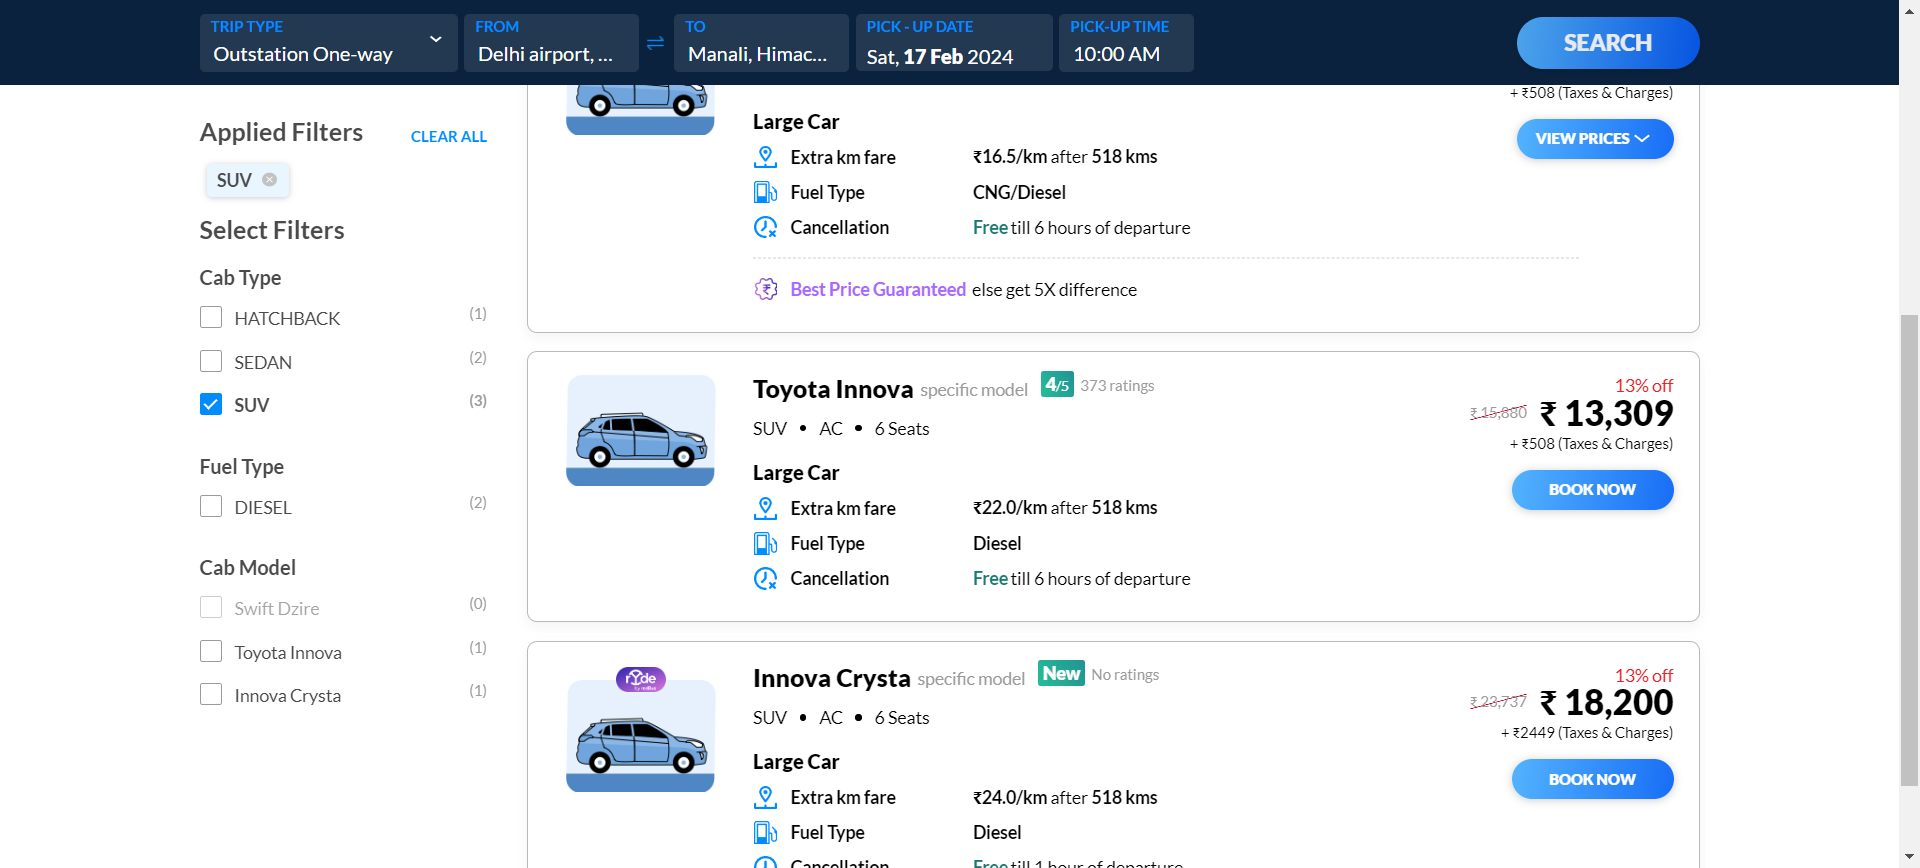 TRIP TYPE
Outstation One-way
FROM
Delhi airport, ...
TO
Manali, Himac...
PICK - UP DATE
Sat, 17 Feb 2024
PICK-UP TIME
10:00 AM
SEARCH
Applied Filters
CLEAR ALL
SUV
Select Filters
Cab Type
HATCHBACK (1)
SEDAN (2)
SUV (3)
Fuel Type
DIESEL (2)
Cab Model
Swift Dzire (0)
Toyota Innova (1)
Innova Crysta (1)
+ ₹508 (Taxes & Charges)
VIEW PRICES
Large Car
Extra km fare ₹16.5/km after 518 kms
Fuel Type CNG/Diesel
Cancellation Free till 6 hours of departure
Best Price Guaranteed else get 5X difference
Toyota Innova specific model 4/5 373 ratings
SUV • AC • 6 Seats
13% off
₹ 15,880 ₹ 13,309
+ ₹508 (Taxes & Charges)
BOOK NOW
Large Car
Extra km fare ₹22.0/km after 518 kms
Fuel Type Diesel
Cancellation Free till 6 hours of departure
rYde
by redBus
Innova Crysta specific model New No ratings
SUV • AC • 6 Seats
13% off
₹ 23,737 ₹ 18,200
+ ₹2449 (Taxes & Charges)
BOOK NOW
Large Car
Extra km fare ₹24.0/km after 518 kms
Fuel Type Diesel
Cancellation Free till 1 hour of departure